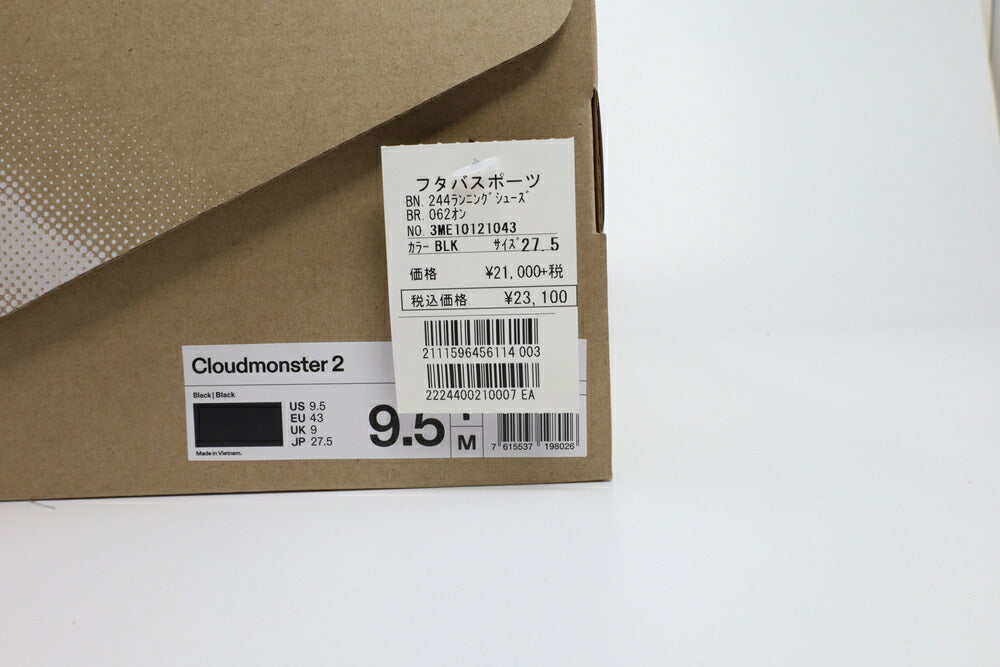 フタバスポーツ
BN. 244ランニングシューズ
BR. 062オン
NO. 3ME10121043
カラー BLK サイズ 27.5
価格 ¥21,000+税
税込価格 ¥23,100
2111596456114 003
2224400210007 EA
Cloudmonster 2
Black | Black
US 9.5
EU 43
UK 9
JP 27.5
9.5
M
7 615537 198026
Made in Vietnam.